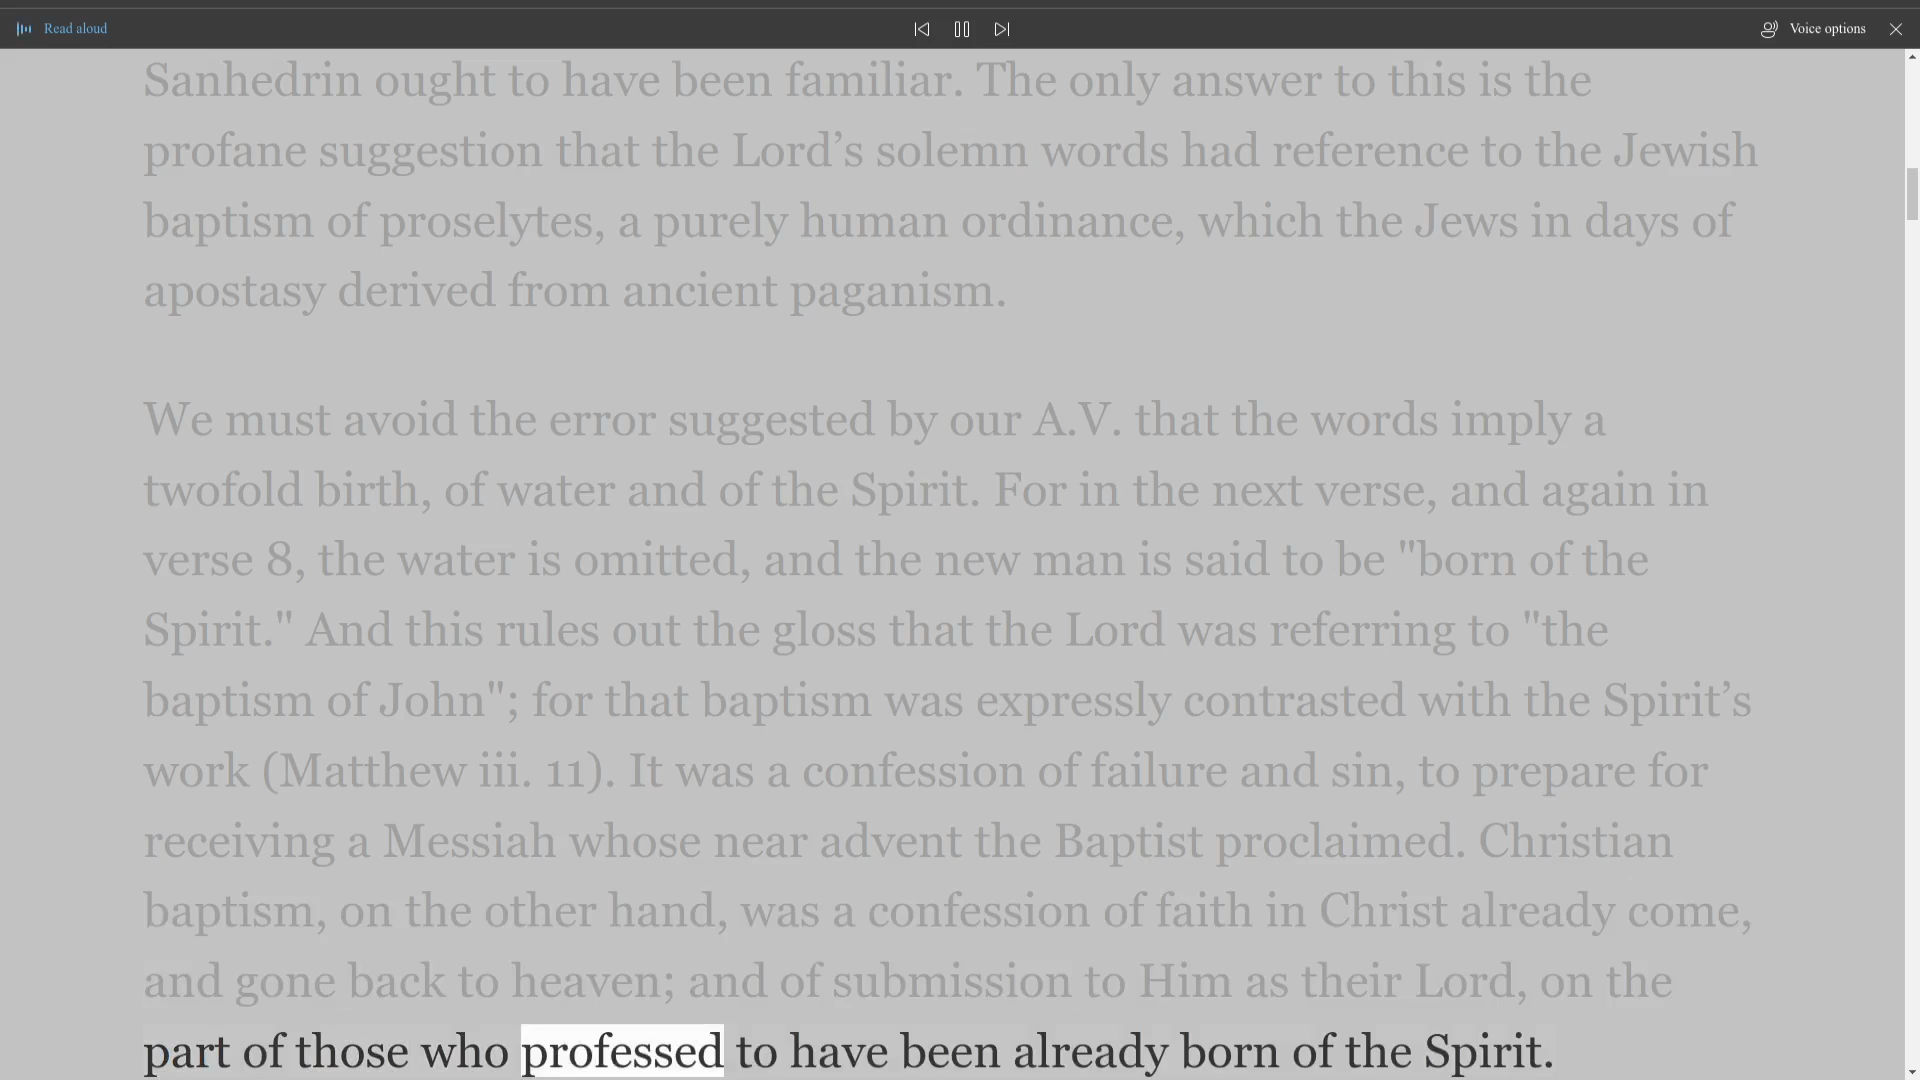 Read aloud
Voice options
Sanhedrin ought to have been familiar. The only answer to this is the
profane suggestion that the Lord’s solemn words had reference to the Jewish
baptism of proselytes, a purely human ordinance, which the Jews in days of
apostasy derived from ancient paganism.
We must avoid the error suggested by our A.V. that the words imply a
twofold birth, of water and of the Spirit. For in the next verse, and again in
verse 8, the water is omitted, and the new man is said to be "born of the
Spirit." And this rules out the gloss that the Lord was referring to "the
baptism of John"; for that baptism was expressly contrasted with the Spirit’s
work (Matthew iii. 11). It was a confession of failure and sin, to prepare for
receiving a Messiah whose near advent the Baptist proclaimed. Christian
baptism, on the other hand, was a confession of faith in Christ already come,
and gone back to heaven; and of submission to Him as their Lord, on the
part of those who professed to have been already born of the Spirit.